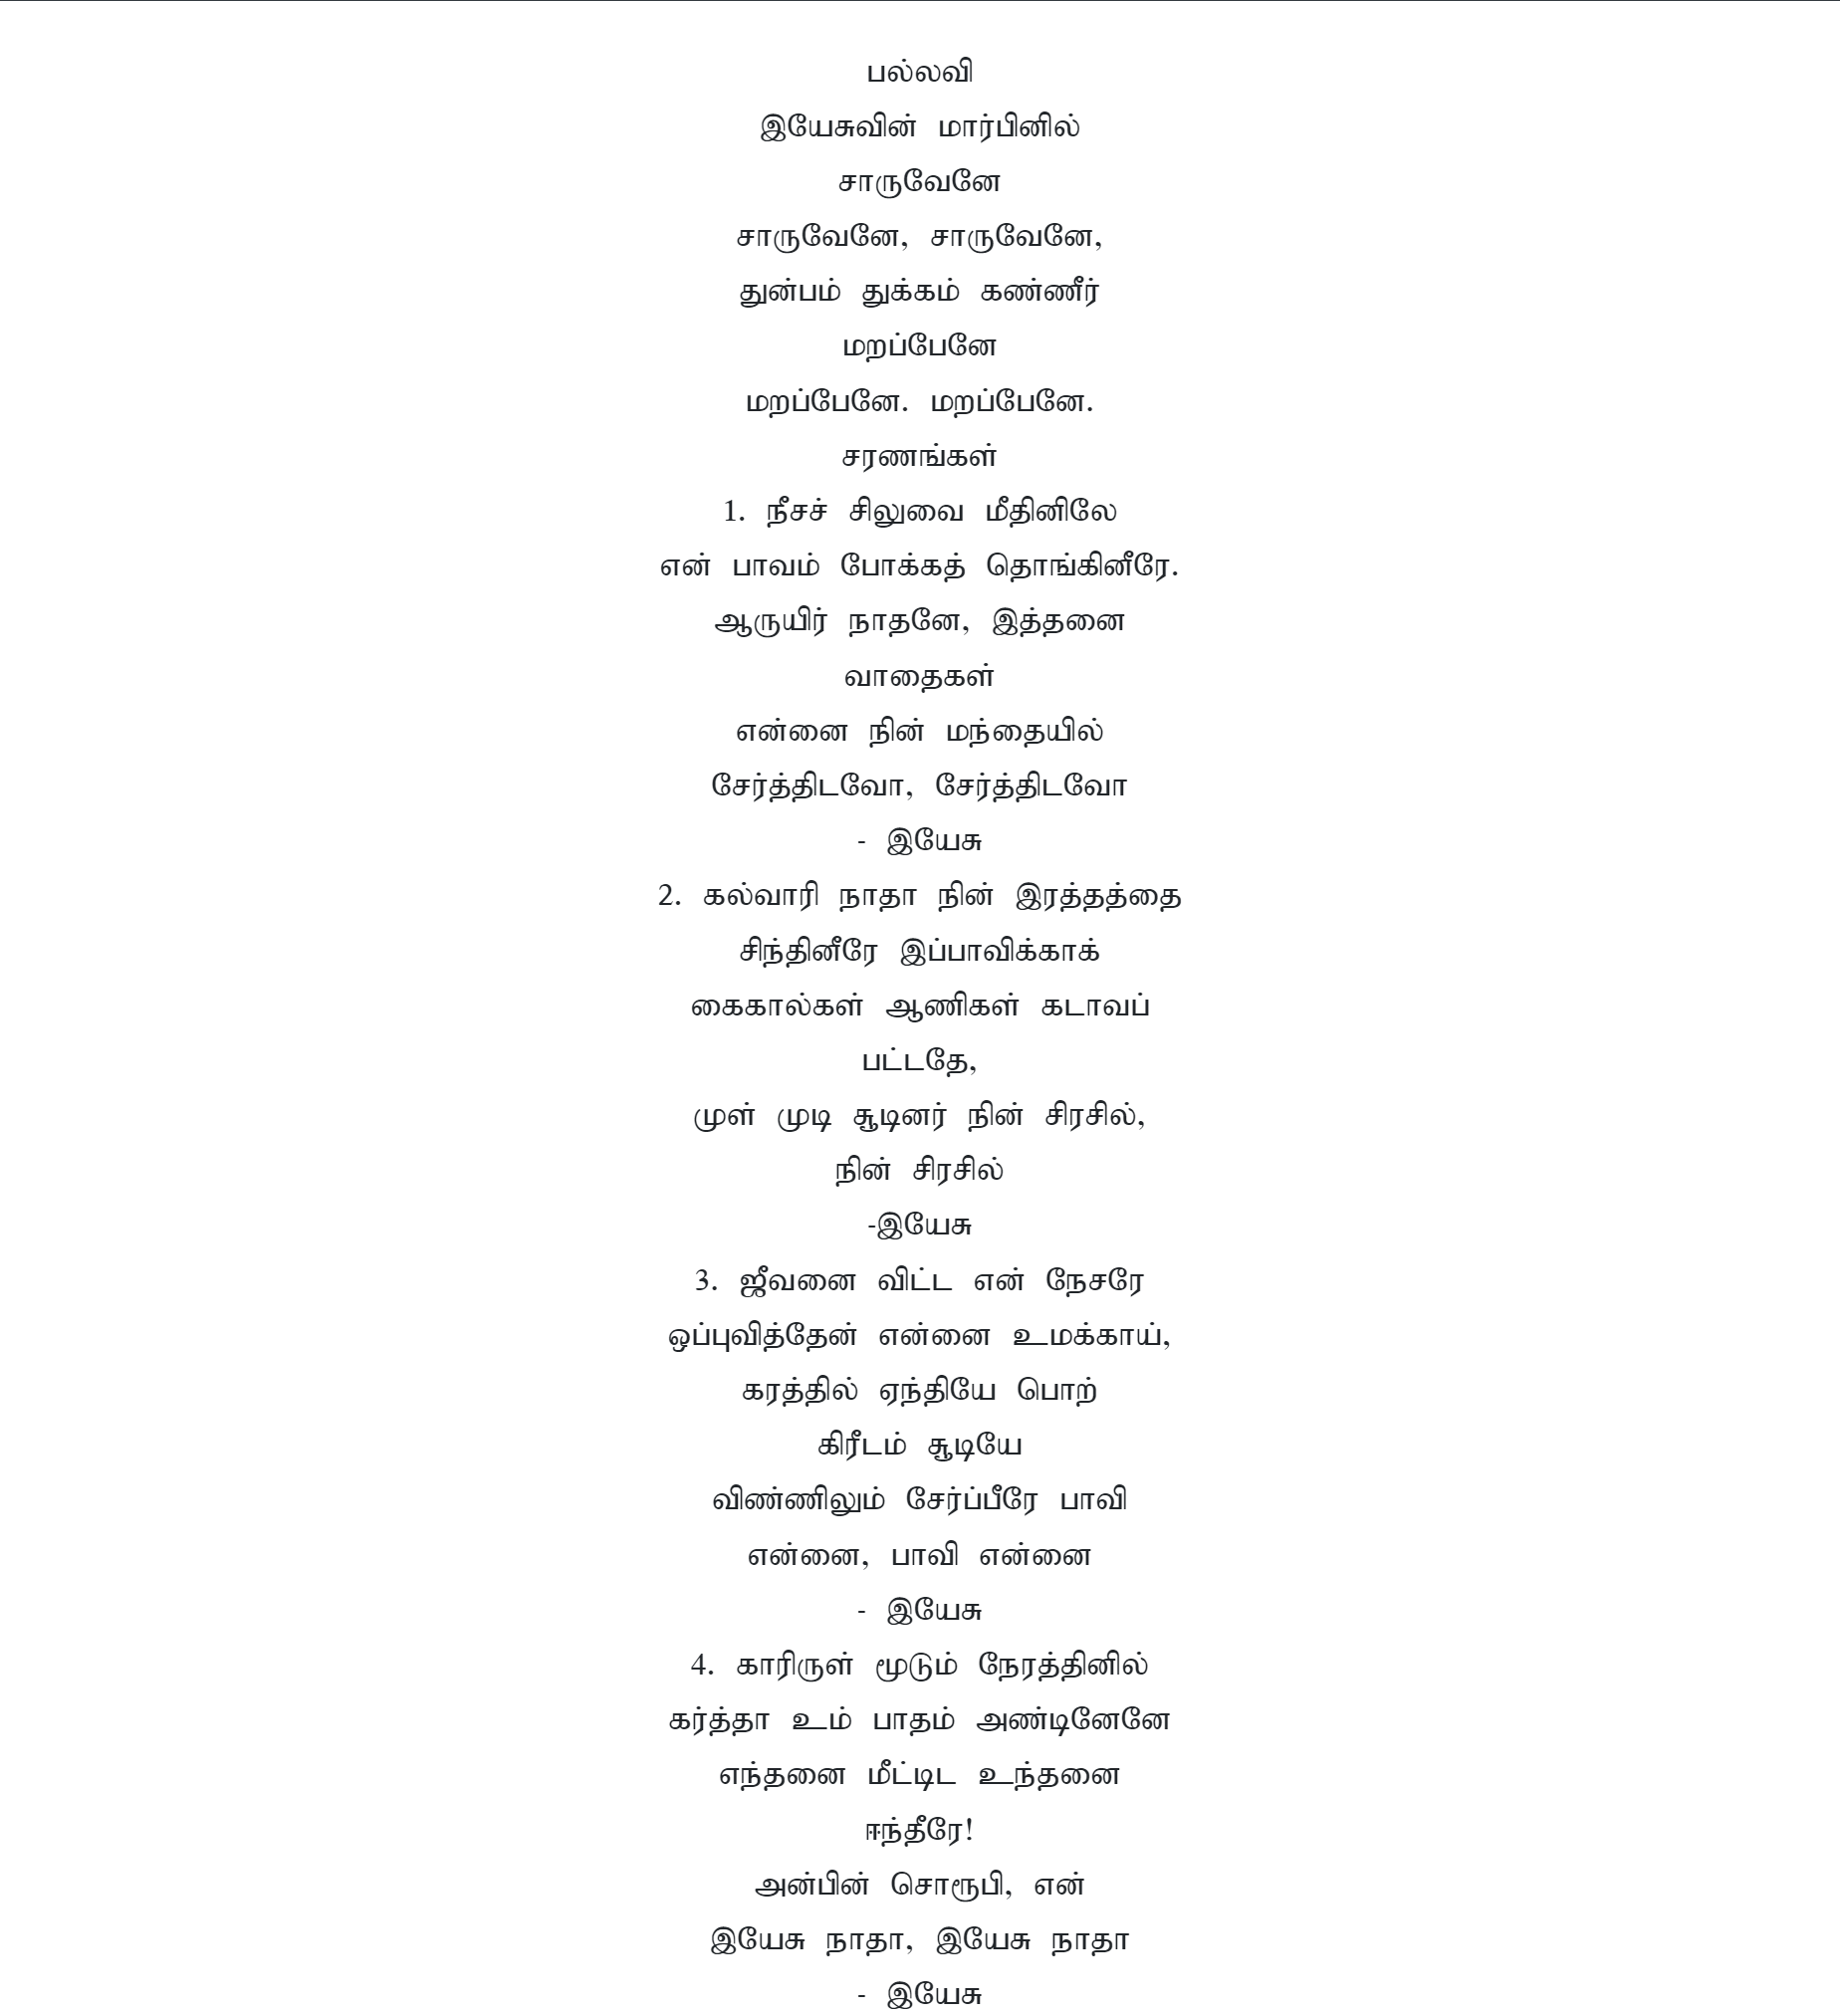 பல்லவி
இயேசுவின் மார்பினில்
சாருவேனே
சாருவேனே, சாருவேனே,
துன்பம் துக்கம் கண்ணீர்
மறப்பேனே
மறப்பேனே. மறப்பேனே.
சரணங்கள்
1. நீசச் சிலுவை மீதினிலே
என் பாவம் போக்கத் தொங்கினீரே.
ஆருயிர் நாதனே, இத்தனை
வாதைகள்
என்னை நின் மந்தையில்
சேர்த்திடவோ, சேர்த்திடவோ
- இயேசு
2. கல்வாரி நாதா நின் இரத்தத்தை
சிந்தினீரே இப்பாவிக்காக்
கைகால்கள் ஆணிகள் கடாவப்
பட்டதே,
முள் முடி சூடினர் நின் சிரசில்,
நின் சிரசில்
-இயேசு
3. ஜீவனை விட்ட என் நேசரே
ஒப்புவித்தேன் என்னை உமக்காய்,
கரத்தில் ஏந்தியே பொற்
கிரீடம் சூடியே
விண்ணிலும் சேர்ப்பீரே பாவி
என்னை, பாவி என்னை
- இயேசு
4. காரிருள் மூடும் நேரத்தினில்
கர்த்தா உம் பாதம் அண்டினேனே
எந்தனை மீட்டிட உந்தனை
ஈந்தீரே!
அன்பின் சொரூபி, என்
இயேசு நாதா, இயேசு நாதா
- இயேசு